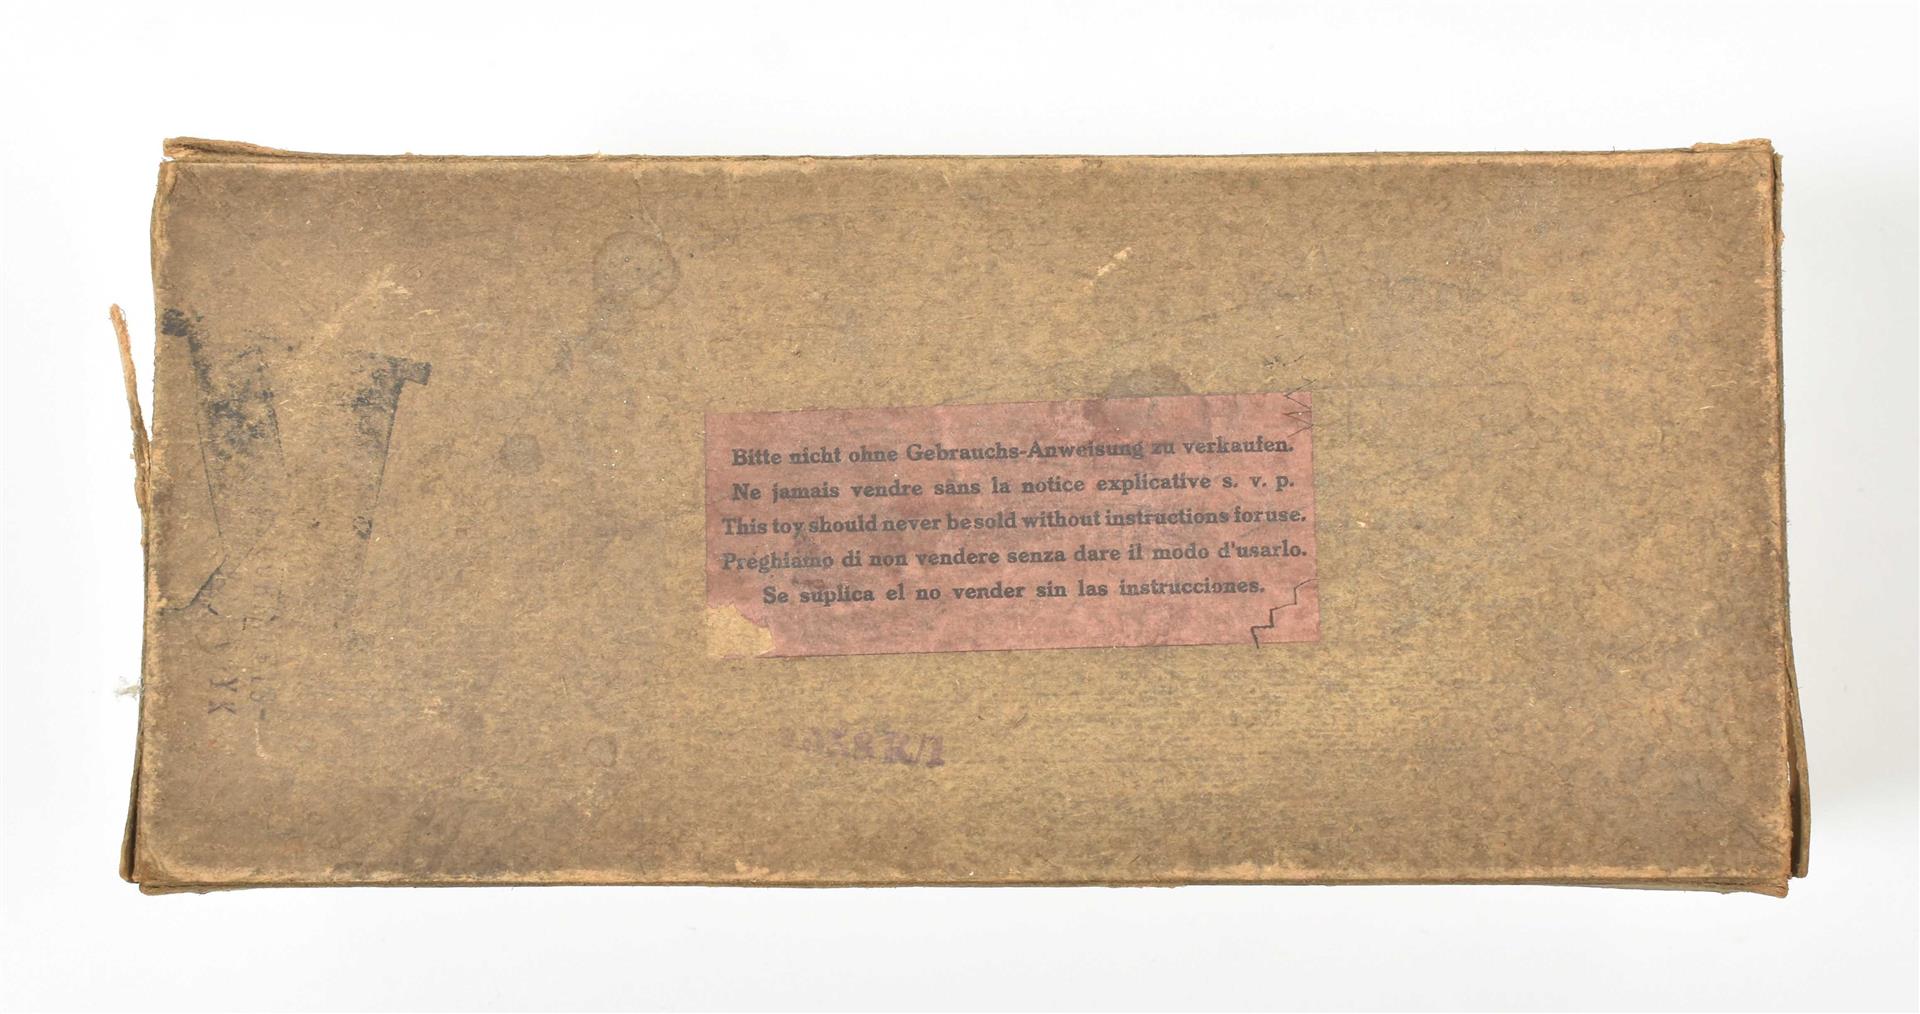 Bitte nicht ohne Gebrauchs-Anweisung zu verkaufen.
Ne jamais vendre sans la notice explicative s. v. p.
This toy should never be sold without instructions for use.
Preghiamo di non vendere senza dare il modo d'usarlo.
Se suplica el no vender sin las instrucciones.